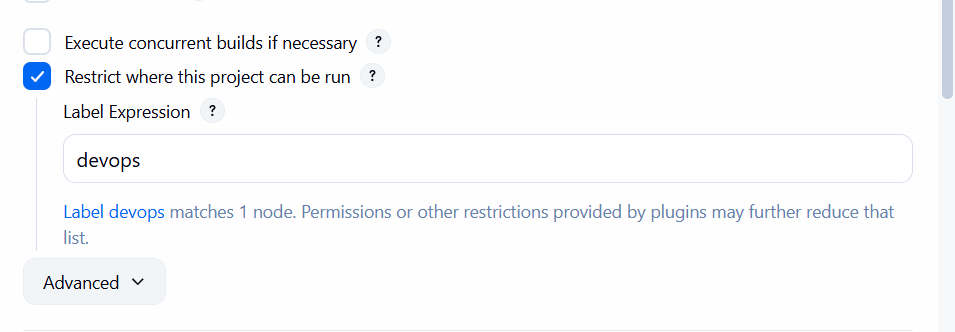 Execute concurrent builds if necessary ?
Restrict where this project can be run ?
Label Expression ?
devops
Label devops matches 1 node. Permissions or other restrictions provided by plugins may further reduce that
list.
Advanced